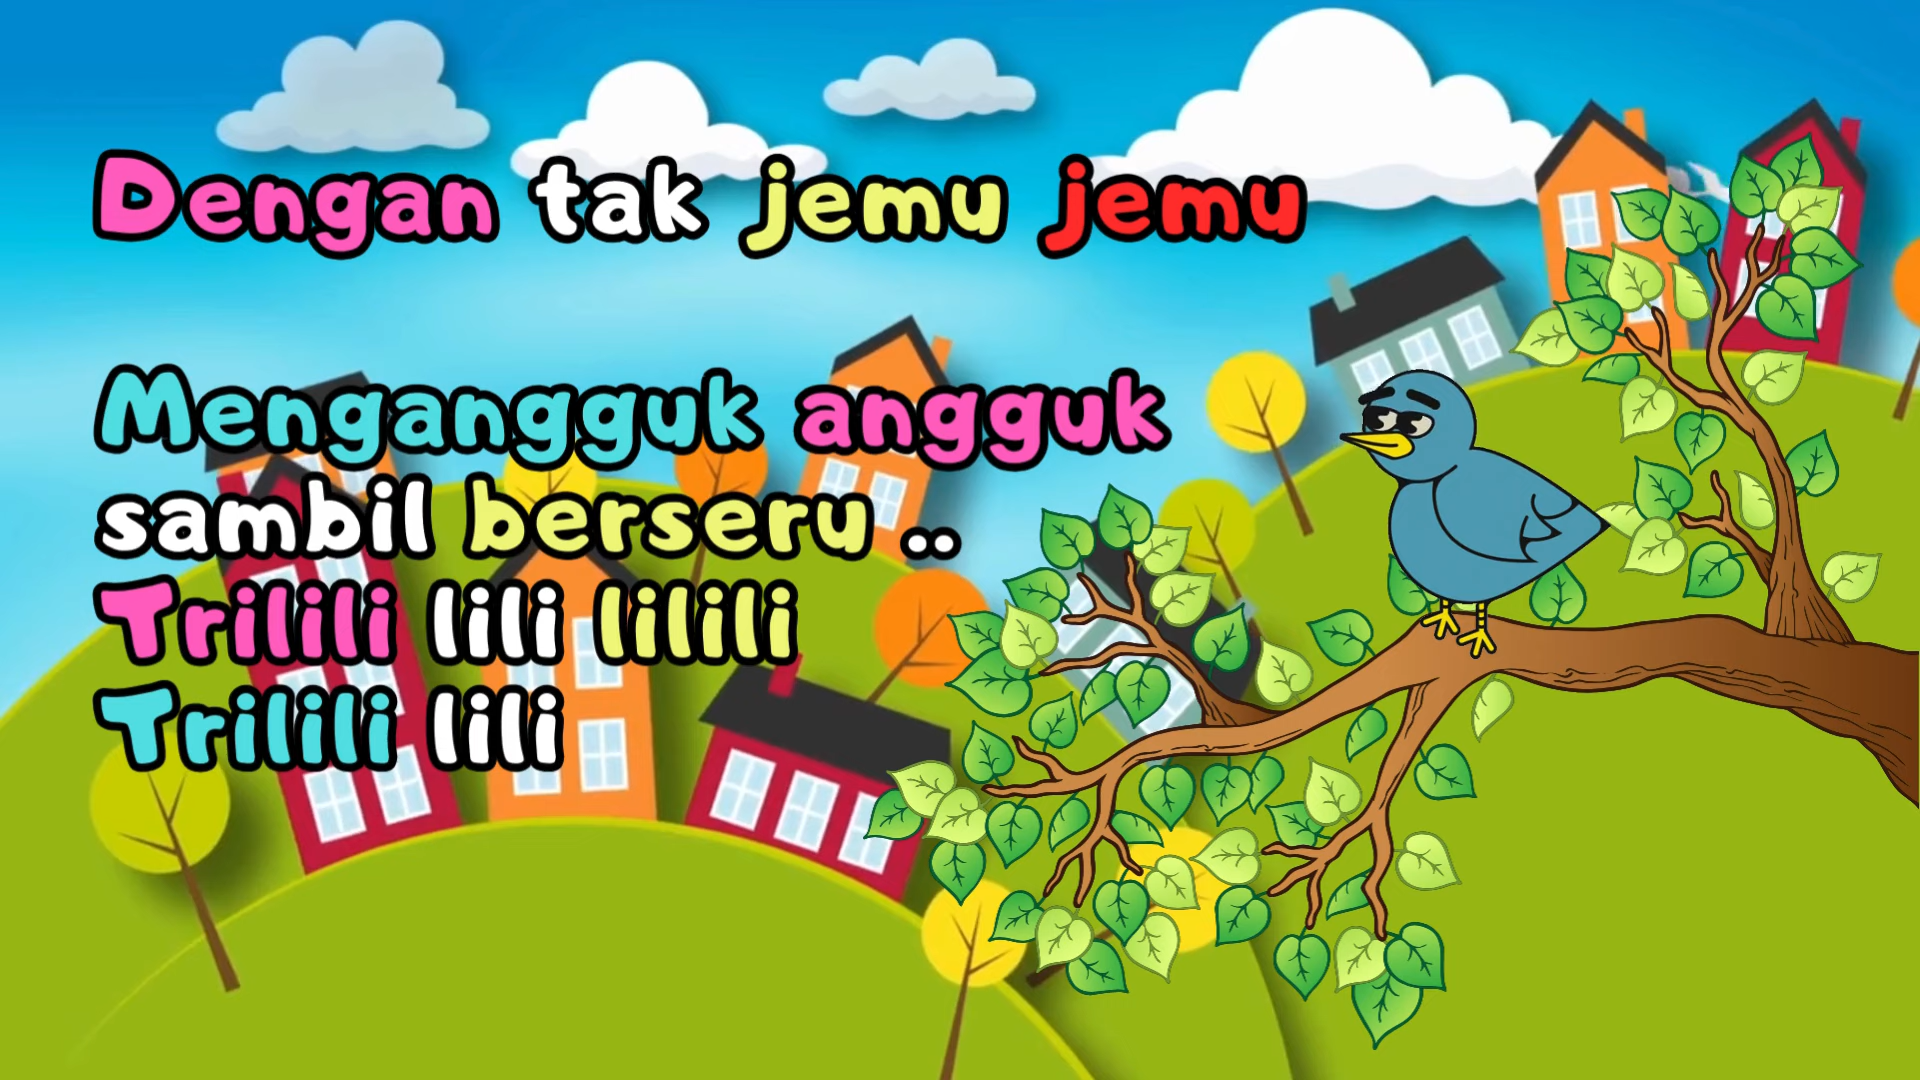 Dengan tak jemu jemu
Mengangguk angguk
sambil berseru ..
Trilili lili lilili
Trilili lili